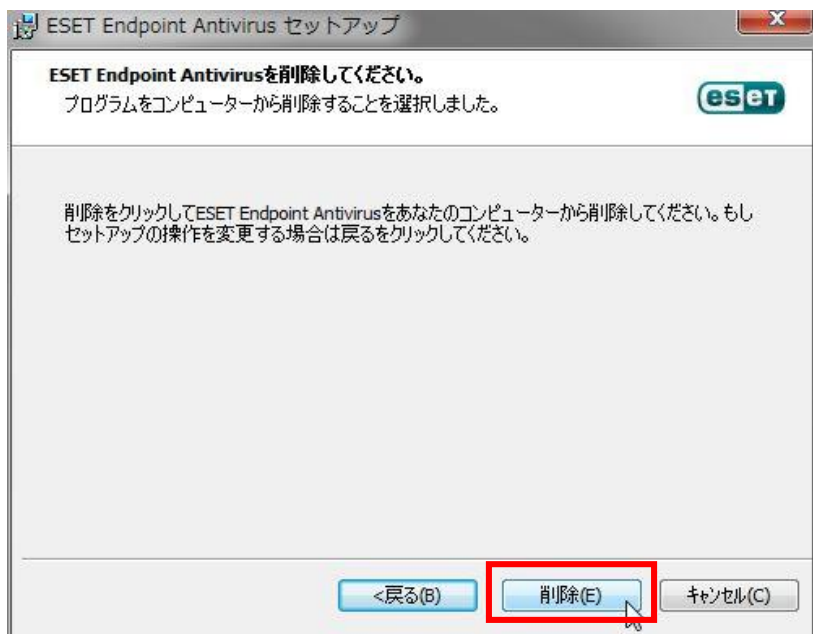 ESET Endpoint Antivirus セットアップ
ESET Endpoint Antivirusを削除してください。
プログラムをコンピューターから削除することを選択しました。
eseT
削除をクリックしてESET Endpoint Antivirusをあなたのコンピューターから削除してください。もし
セットアップの操作を変更する場合は戻るをクリックしてください。
<戻る(B)
削除(E)
キャンセル(C)